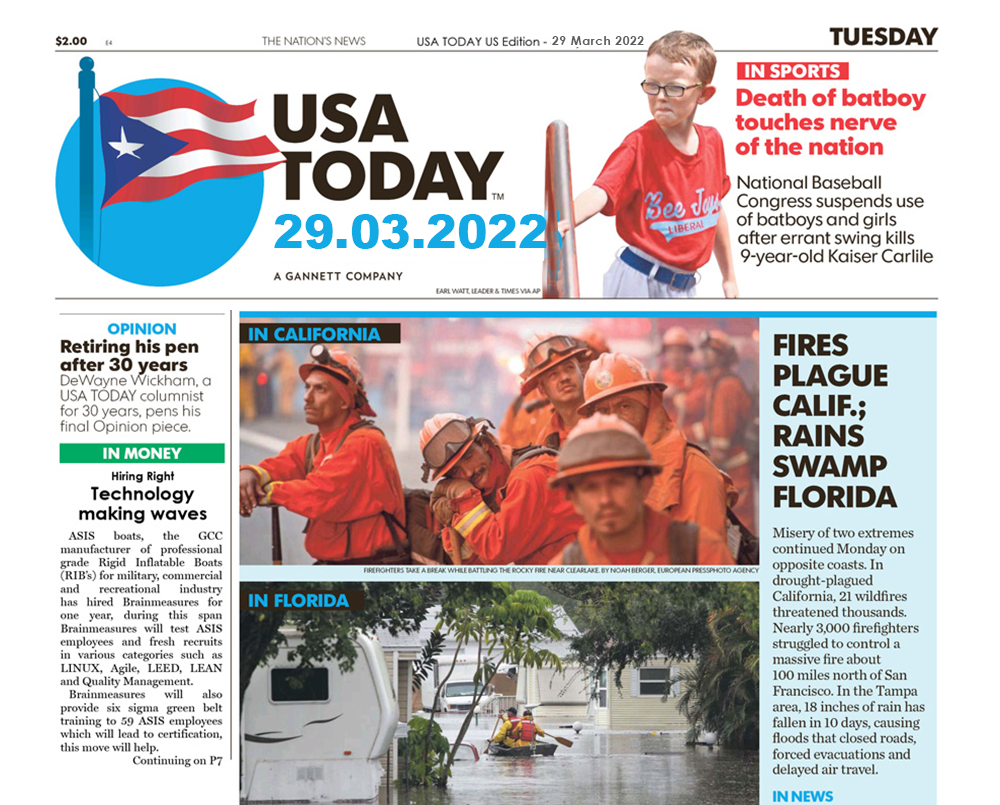 $2.00 E4 THE NATION'S NEWS USA TODAY US Edition - 29 March 2022 TUESDAY
USA
TODAY™
29.03.2022
A GANNETT COMPANY
EARL WATT, LEADER & TIMES VIA AP
Bee Jays
LIBERAL
IN SPORTS
Death of batboy
touches nerve
of the nation
National Baseball
Congress suspends use
of batboys and girls
after errant swing kills
9-year-old Kaiser Carlile
OPINION
Retiring his pen
after 30 years
DeWayne Wickham, a
USA TODAY columnist
for 30 years, pens his
final Opinion piece.
IN MONEY
Hiring Right
Technology
making waves
ASIS boats, the GCC
manufacturer of professional
grade Rigid Inflatable Boats
(RIB's) for military, commercial
and recreational industry
has hired Brainmeasures for
one year, during this span
Brainmeasures will test ASIS
employees and fresh recruits
in various categories such as
LINUX, Agile, LEED, LEAN
and Quality Management.
Brainmeasures will also
provide six sigma green belt
training to 59 ASIS employees
which will lead to certification,
this move will help.
Continuing on P7
IN CALIFORNIA
FIREFIGHTERS TAKE A BREAK WHILE BATTLING THE ROCKY FIRE NEAR CLEARLAKE. BY NOAH BERGER, EUROPEAN PRESSPHOTO AGENCY
IN FLORIDA
FIRES
PLAGUE
CALIF.;
RAINS
SWAMP
FLORIDA
Misery of two extremes
continued Monday on
opposite coasts. In
drought-plagued
California, 21 wildfires
threatened thousands.
Nearly 3,000 firefighters
struggled to control a
massive fire about
100 miles north of San
Francisco. In the Tampa
area, 18 inches of rain has
fallen in 10 days, causing
floods that closed roads,
forced evacuations and
delayed air travel.
IN NEWS